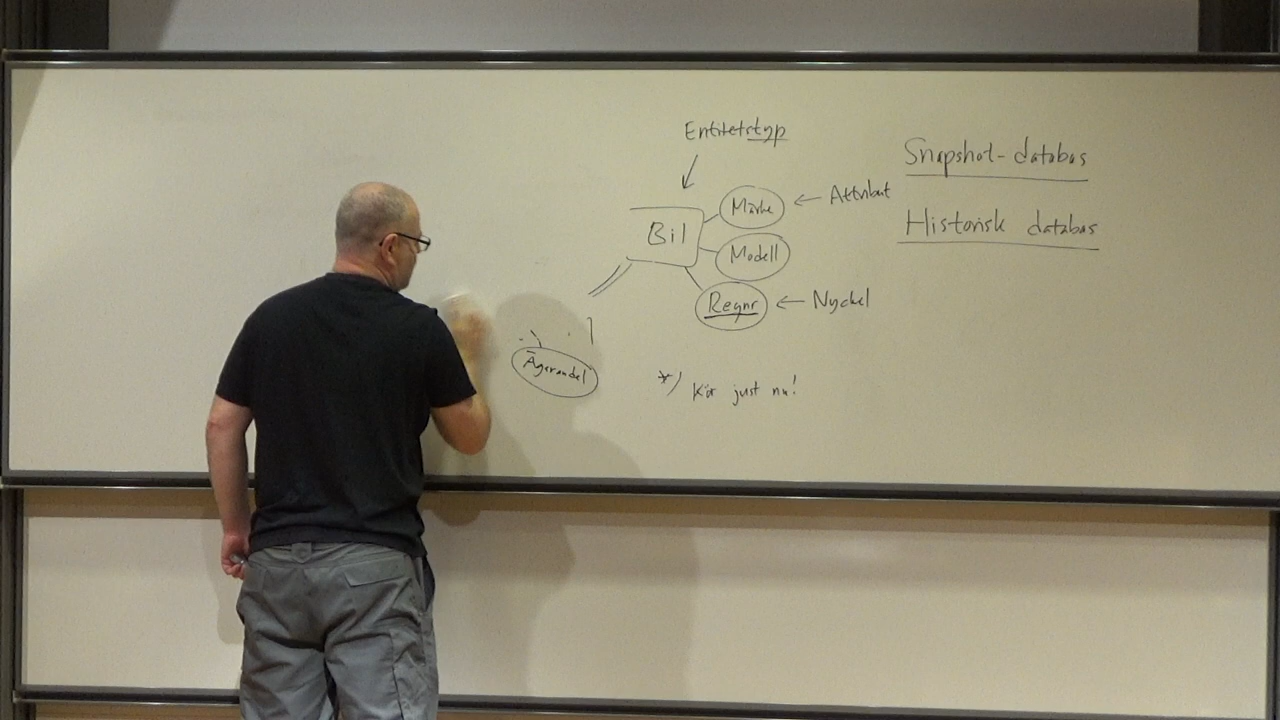 Entitetstyp
Snapshot-databas
Märke ← Attribut
Historisk databas
Bil
Modell
Regnr ← Nyckel
Ägarandel
*) Kör just nu!